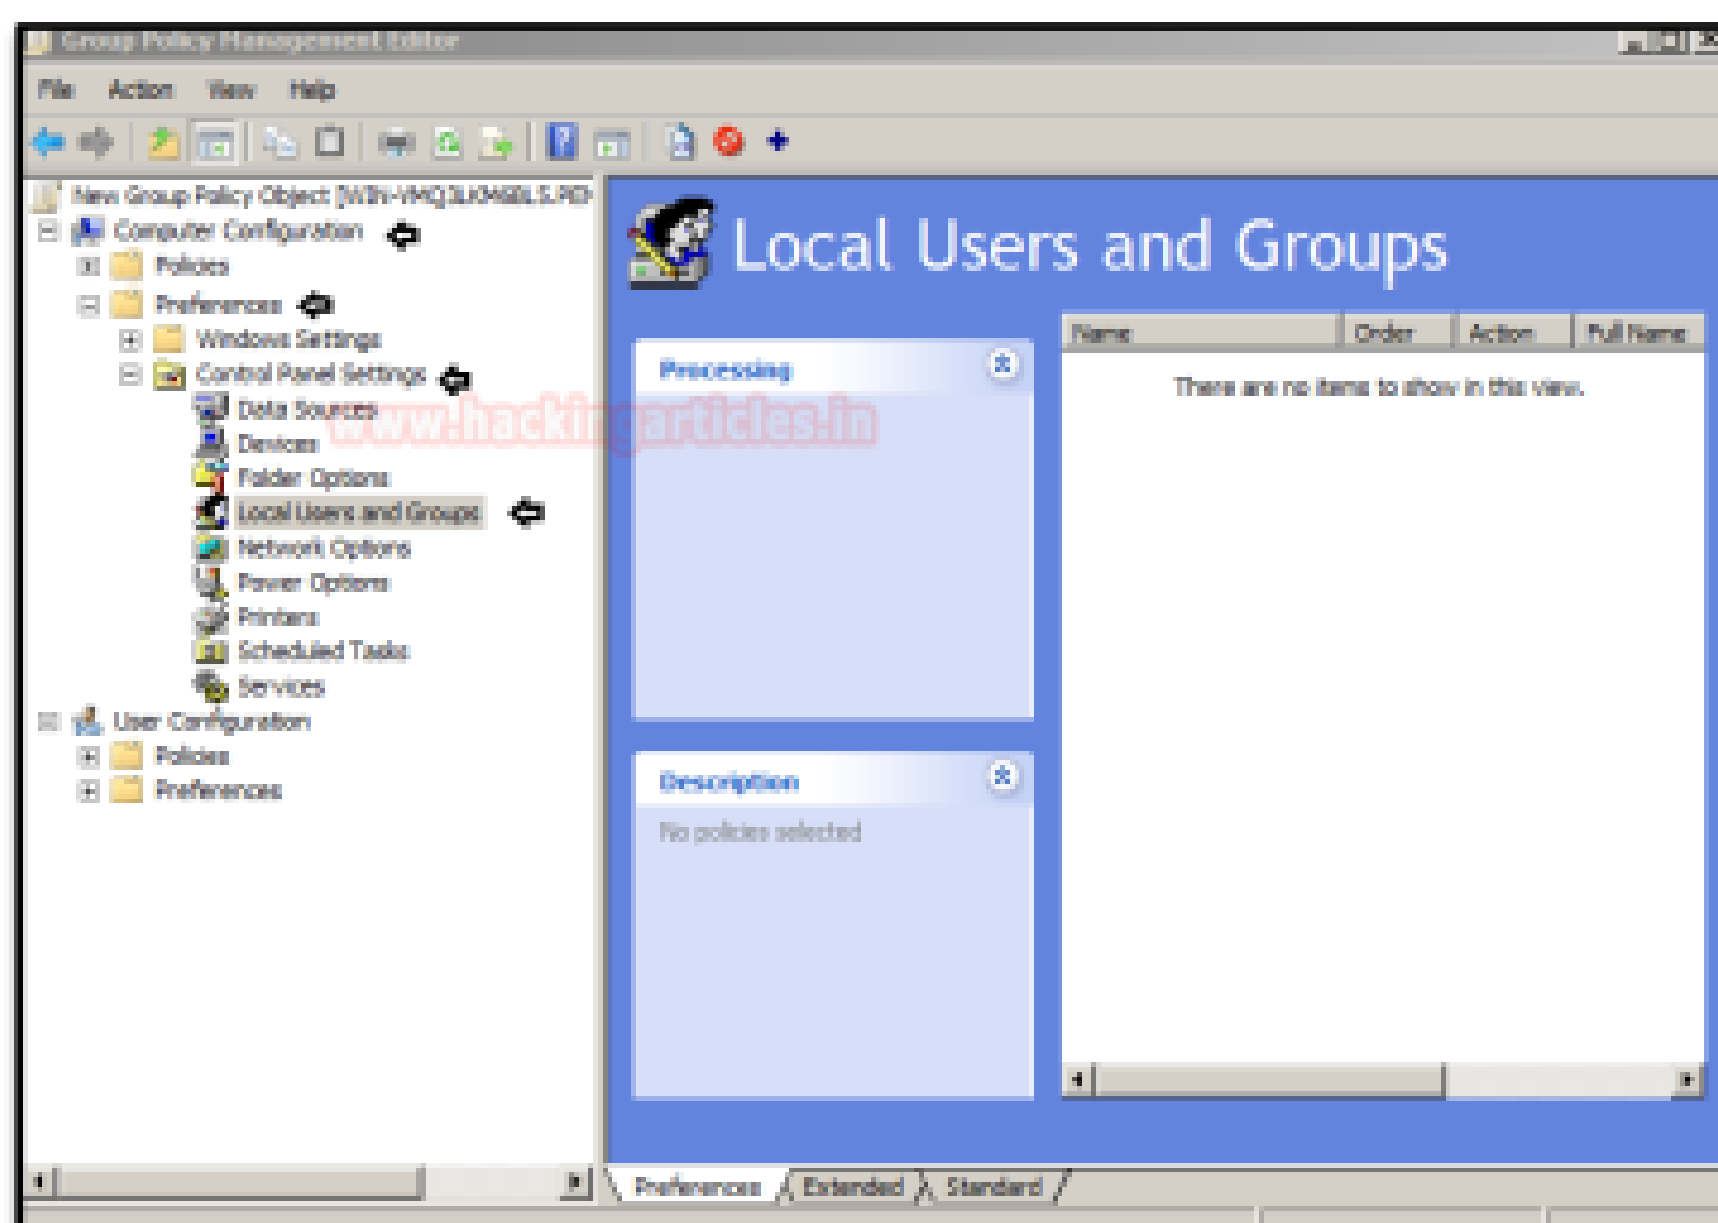 Group Policy Management Editor
File Action View Help
New Group Policy Object
Computer Configuration
Policies
Preferences
Windows Settings
Control Panel Settings
Data Sources
Devices
Folder Options
Local Users and Groups
Network Options
Power Options
Printers
Scheduled Tasks
Services
User Configuration
Policies
Preferences
Local Users and Groups
Processing
Name Order Action Full Name
There are no items to show in this view.
www.hackingarticles.in
Description
No policies selected
Preferences Extended Standard